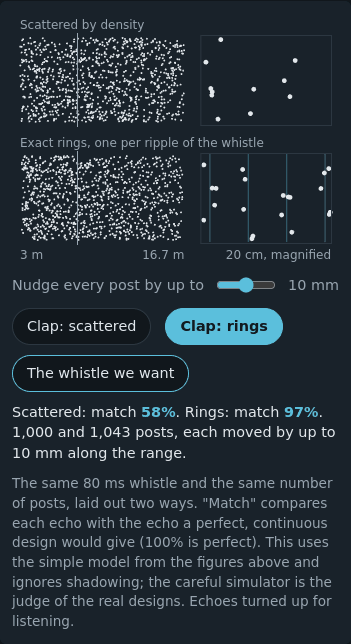 Scattered by density
Exact rings, one per ripple of the whistle
3 m 16.7 m 20 cm, magnified
Nudge every post by up to 10 mm
Clap: scattered Clap: rings
The whistle we want
Scattered: match 58%. Rings: match 97%.
1,000 and 1,043 posts, each moved by up to
10 mm along the range.
The same 80 ms whistle and the same number
of posts, laid out two ways. "Match" compares
each echo with the echo a perfect, continuous
design would give (100% is perfect). This uses
the simple model from the figures above and
ignores shadowing; the careful simulator is the
judge of the real designs. Echoes turned up for
listening.